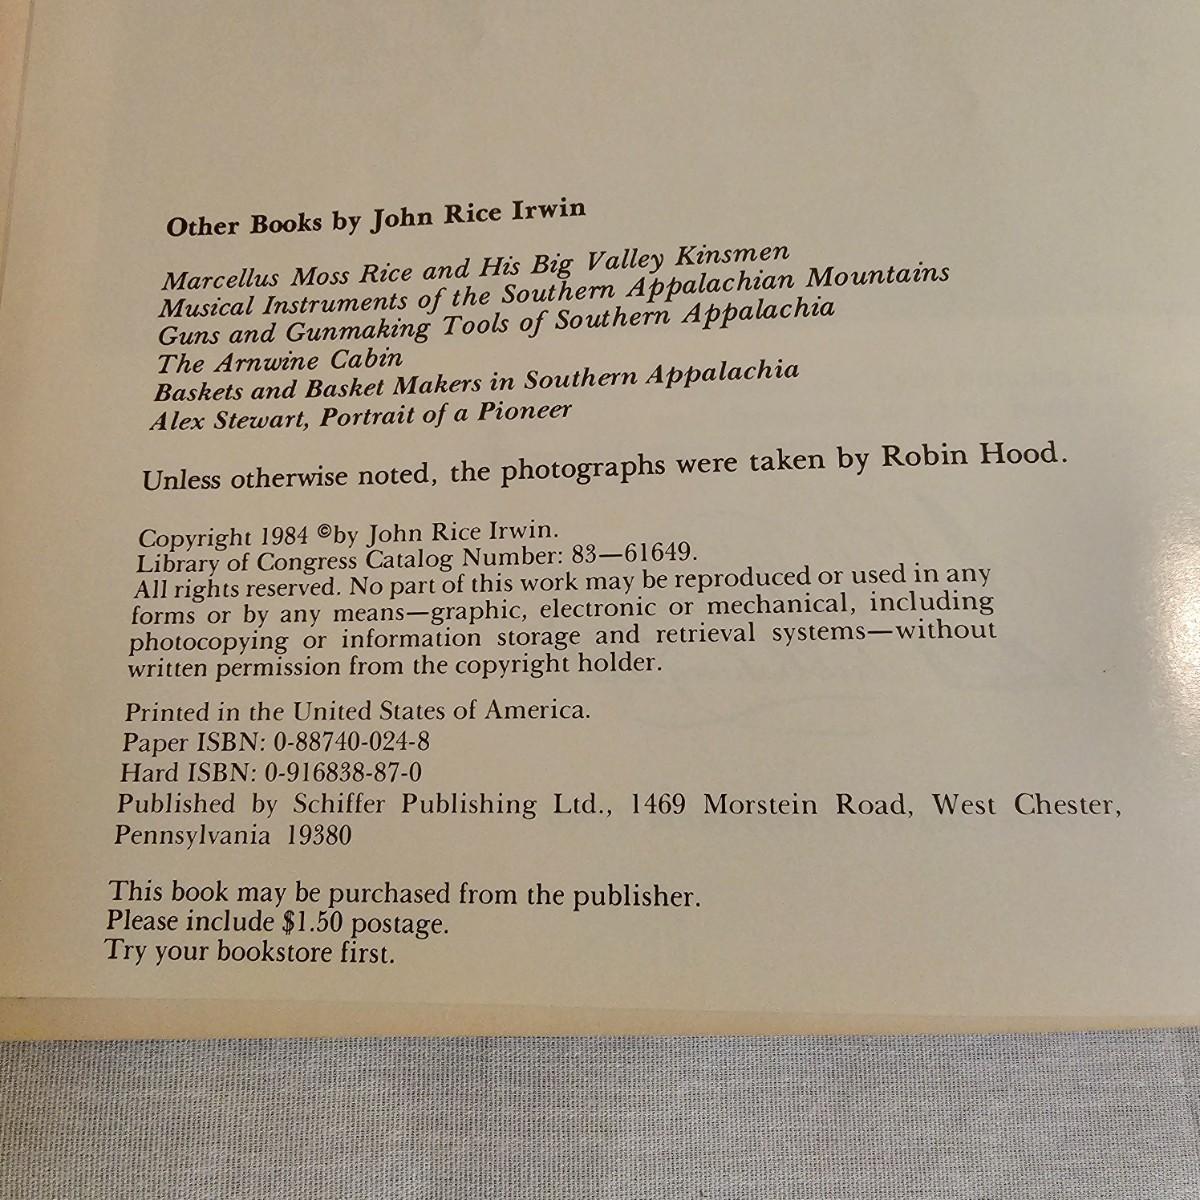 Other Books by John Rice Irwin
Marcellus Moss Rice and His Big Valley Kinsmen
Musical Instruments of the Southern Appalachian Mountains
Guns and Gunmaking Tools of Southern Appalachia
The Arnwine Cabin
Baskets and Basket Makers in Southern Appalachia
Alex Stewart, Portrait of a Pioneer
Unless otherwise noted, the photographs were taken by Robin Hood.
Copyright 1984 ©by John Rice Irwin.
Library of Congress Catalog Number: 83—61649.
All rights reserved. No part of this work may be reproduced or used in any
forms or by any means—graphic, electronic or mechanical, including
photocopying or information storage and retrieval systems—without
written permission from the copyright holder.
Printed in the United States of America.
Paper ISBN: 0-88740-024-8
Hard ISBN: 0-916838-87-0
Published by Schiffer Publishing Ltd., 1469 Morstein Road, West Chester,
Pennsylvania 19380
This book may be purchased from the publisher.
Please include $1.50 postage.
Try your bookstore first.